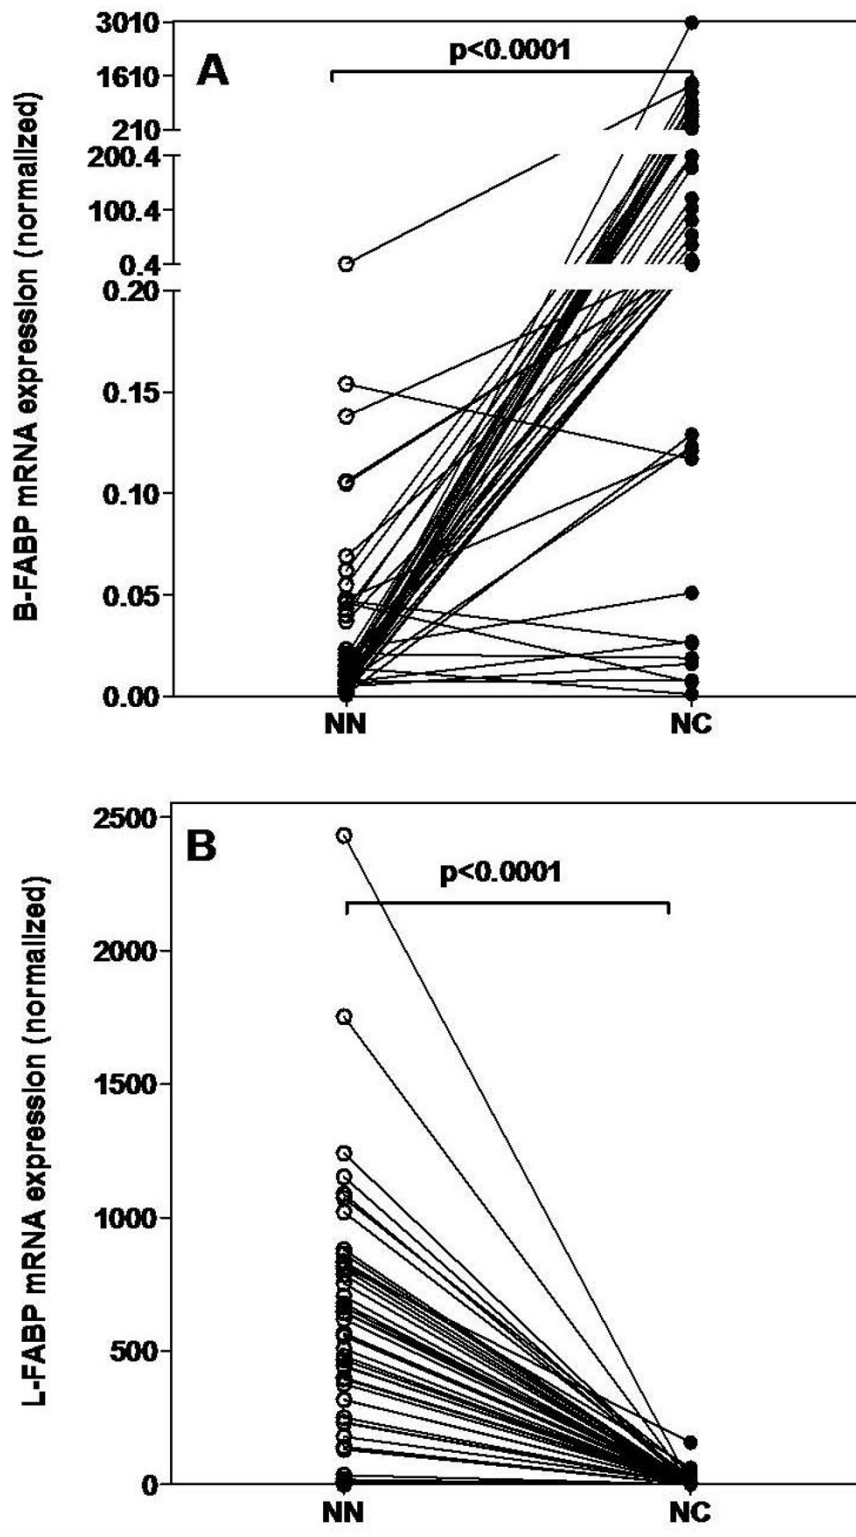 A
p<0.0001
B-FABP mRNA expression (normalized)
3010
1610
210
200.4
100.4
0.4
0.20
0.15
0.10
0.05
0.00
NN NC
B
p<0.0001
L-FABP mRNA expression (normalized)
2500
2000
1500
1000
500
0
NN NC